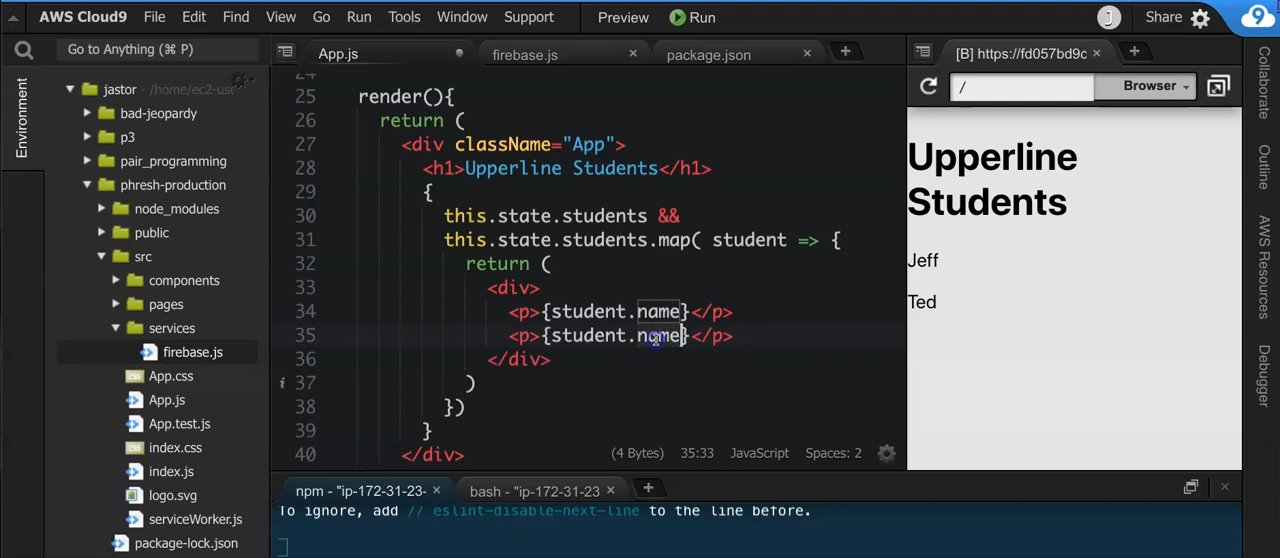 AWS Cloud9 File Edit Find View Go Run Tools Window Support Preview Run J Share 9
Go to Anything (⌘ P)
App.js firebase.js package.json
[B] https://fd057bd9c
/ Browser
Environment
jastor - /home/ec2-use
bad-jeopardy
p3
pair_programming
phresh-production
node_modules
public
src
components
pages
services
firebase.js
App.css
App.js
App.test.js
index.css
index.js
logo.svg
serviceWorker.js
package-lock.json
24
25 render(){
26 return (
27 <div className="App">
28 <h1>Upperline Students</h1>
29 {
30 this.state.students &&
31 this.state.students.map( student => {
32 return (
33 <div>
34 <p>{student.name}</p>
35 <p>{student.name}</p>
36 </div>
37 )
38 })
39 }
40 </div>
(4 Bytes) 35:33 JavaScript Spaces: 2
Upperline
Students
Jeff
Ted
Collaborate
Outline
AWS Resources
Debugger
npm - "ip-172-31-23- bash - "ip-172-31-23
To ignore, add // eslint-disable-next-line to the line before.